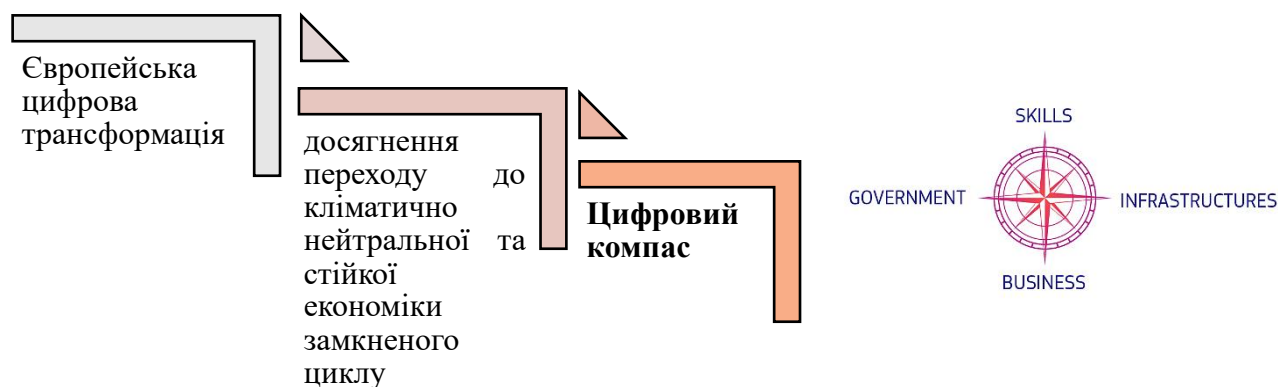 Європейська
цифрова
трансформація
досягнення
переходу до
кліматично
нейтральної та
стійкої
економіки
замкненого
циклу
Цифровий
компас
SKILLS
GOVERNMENT
INFRASTRUCTURES
BUSINESS